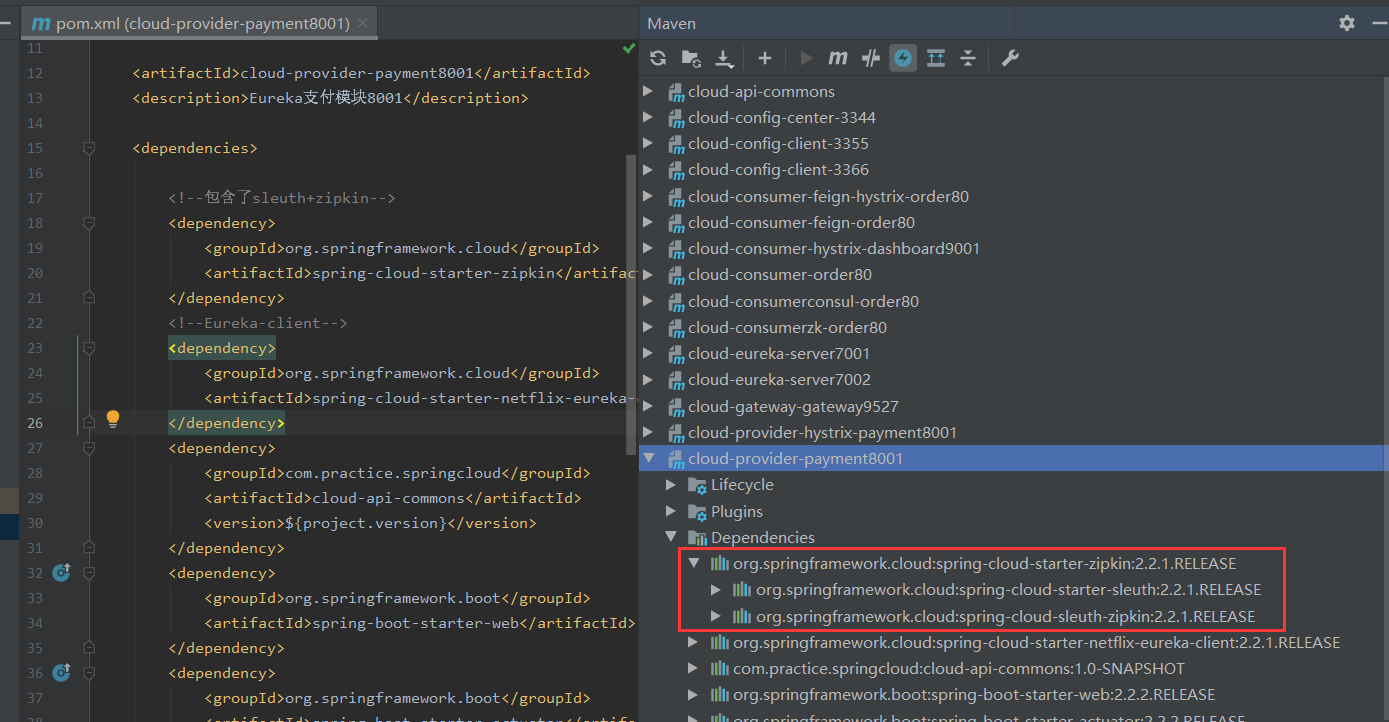 pom.xml (cloud-provider-payment8001)
11
12 <artifactId>cloud-provider-payment8001</artifactId>
13 <description>Eureka支付模块8001</description>
14
15 <dependencies>
16
17 <!--包含了sleuth+zipkin-->
18 <dependency>
19 <groupId>org.springframework.cloud</groupId>
20 <artifactId>spring-cloud-starter-zipkin</artifac
21 </dependency>
22 <!--Eureka-client-->
23 <dependency>
24 <groupId>org.springframework.cloud</groupId>
25 <artifactId>spring-cloud-starter-netflix-eureka-
26 </dependency>
27 <dependency>
28 <groupId>com.practice.springcloud</groupId>
29 <artifactId>cloud-api-commons</artifactId>
30 <version>${project.version}</version>
31 </dependency>
32 <dependency>
33 <groupId>org.springframework.boot</groupId>
34 <artifactId>spring-boot-starter-web</artifactId>
35 </dependency>
36 <dependency>
37 <groupId>org.springframework.boot</groupId>
Maven
cloud-api-commons
cloud-config-center-3344
cloud-config-client-3355
cloud-config-client-3366
cloud-consumer-feign-hystrix-order80
cloud-consumer-feign-order80
cloud-consumer-hystrix-dashboard9001
cloud-consumer-order80
cloud-consumerconsul-order80
cloud-consumerzk-order80
cloud-eureka-server7001
cloud-eureka-server7002
cloud-gateway-gateway9527
cloud-provider-hystrix-payment8001
cloud-provider-payment8001
Lifecycle
Plugins
Dependencies
org.springframework.cloud:spring-cloud-starter-zipkin:2.2.1.RELEASE
org.springframework.cloud:spring-cloud-starter-sleuth:2.2.1.RELEASE
org.springframework.cloud:spring-cloud-sleuth-zipkin:2.2.1.RELEASE
org.springframework.cloud:spring-cloud-starter-netflix-eureka-client:2.2.1.RELEASE
com.practice.springcloud:cloud-api-commons:1.0-SNAPSHOT
org.springframework.boot:spring-boot-starter-web:2.2.2.RELEASE
org.springframework.boot:spring-boot-starter-actuator:2.2.2.RELEASE